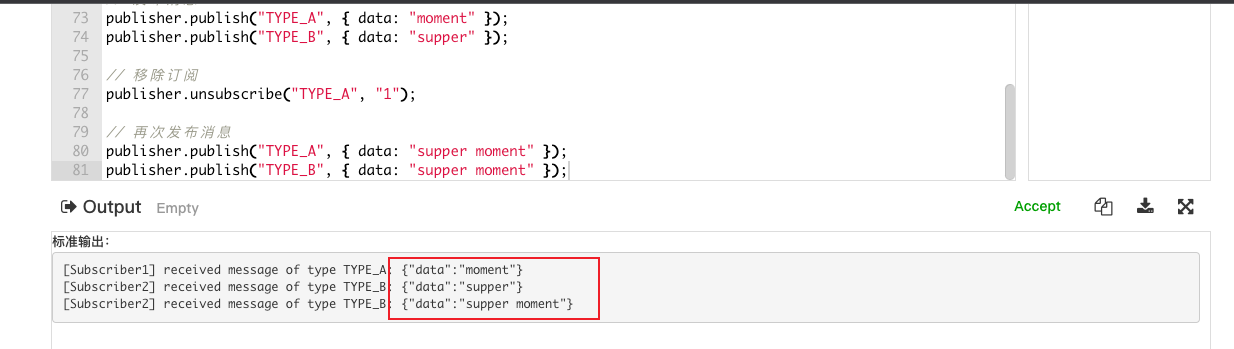 73 publisher.publish("TYPE_A", { data: "moment" });
74 publisher.publish("TYPE_B", { data: "supper" });
75
76 // 移除订阅
77 publisher.unsubscribe("TYPE_A", "1");
78
79 // 再次发布消息
80 publisher.publish("TYPE_A", { data: "supper moment" });
81 publisher.publish("TYPE_B", { data: "supper moment" });
Output Empty Accept
标准输出:
[Subscriber1] received message of type TYPE_A: {"data":"moment"}
[Subscriber2] received message of type TYPE_B: {"data":"supper"}
[Subscriber2] received message of type TYPE_B: {"data":"supper moment"}